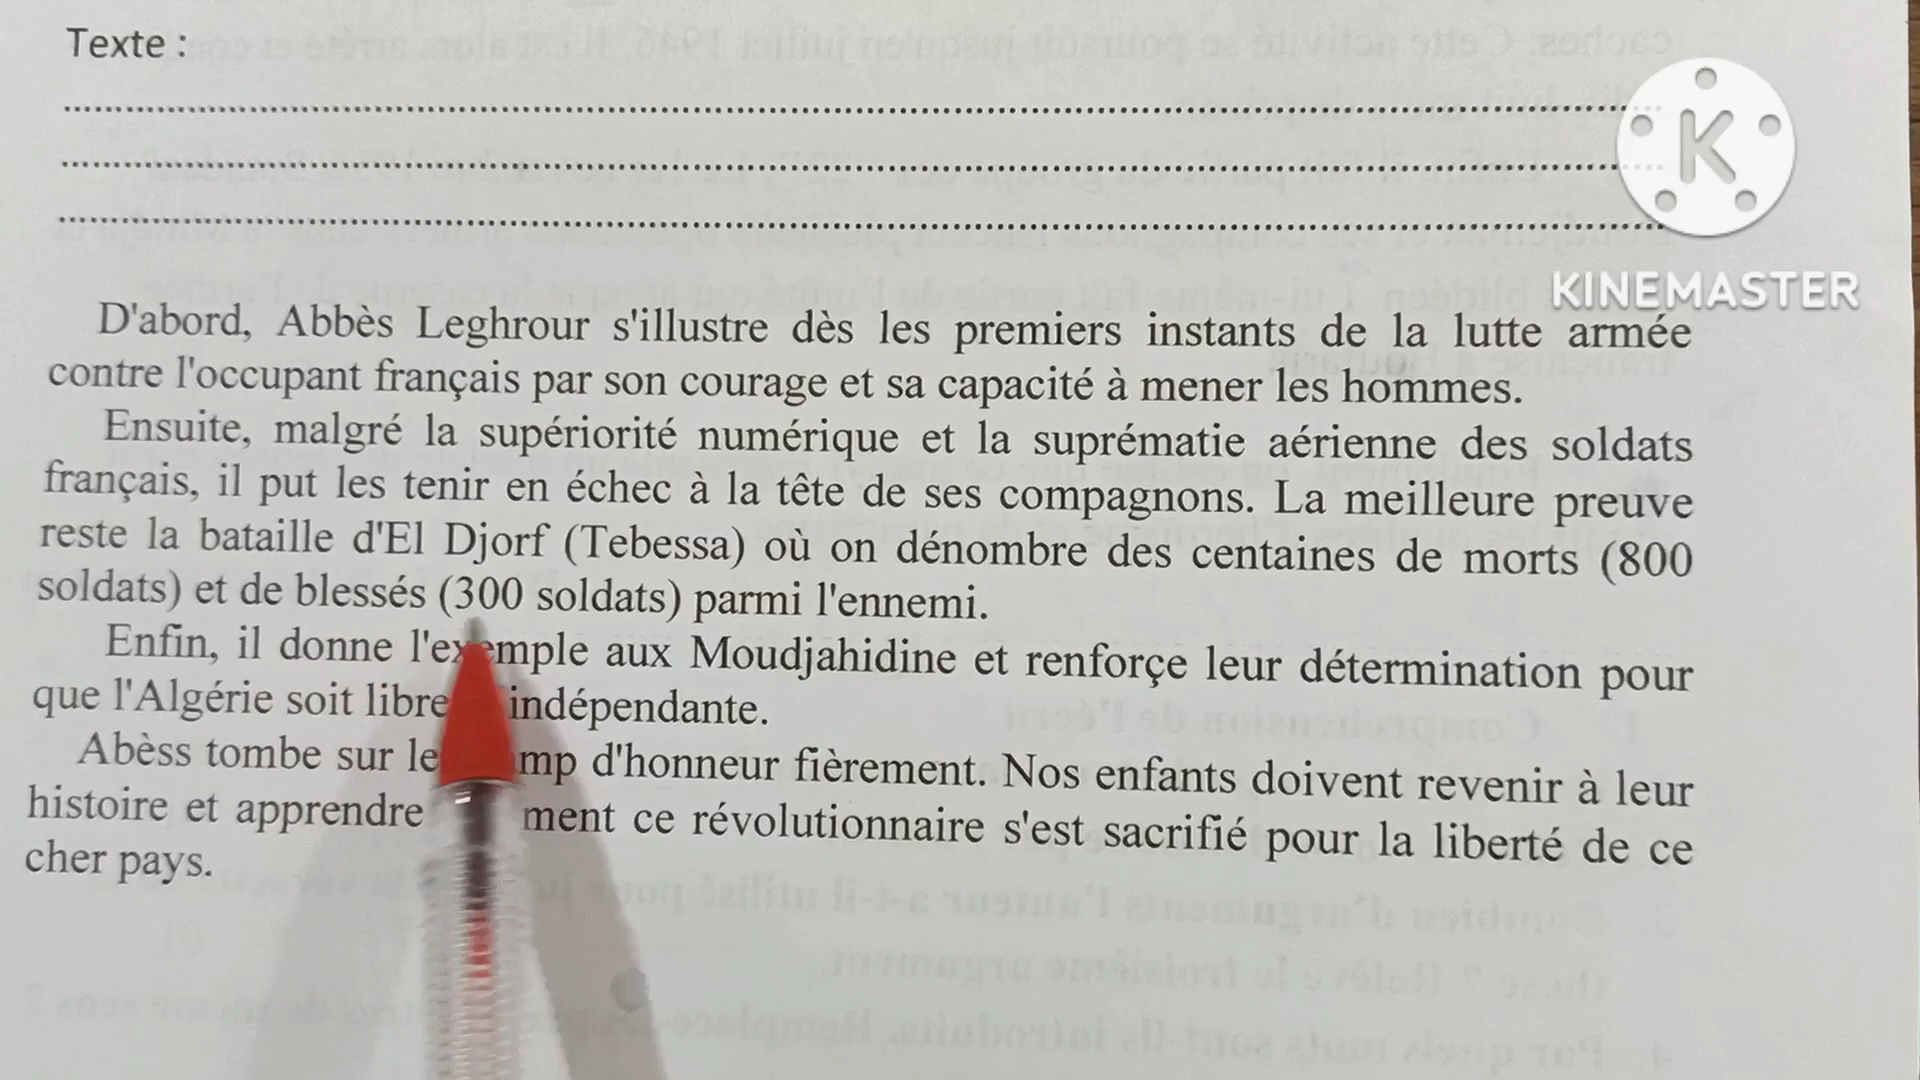 Texte :
K
KINEMASTER
D'abord, Abbès Leghrour s'illustre dès les premiers instants de la lutte armée
contre l'occupant français par son courage et sa capacité à mener les hommes.
Ensuite, malgré la supériorité numérique et la suprématie aérienne des soldats
français, il put les tenir en échec à la tête de ses compagnons. La meilleure preuve
reste la bataille d'El Djorf (Tebessa) où on dénombre des centaines de morts (800
soldats) et de blessés (300 soldats) parmi l'ennemi.
Enfin, il donne l'exemple aux Moudjahidine et renforçe leur détermination pour
que l'Algérie soit libre indépendante.
Abèss tombe sur le d'honneur fièrement. Nos enfants doivent revenir à leur
histoire et apprendre ce révolutionnaire s'est sacrifié pour la liberté de ce
cher pays.